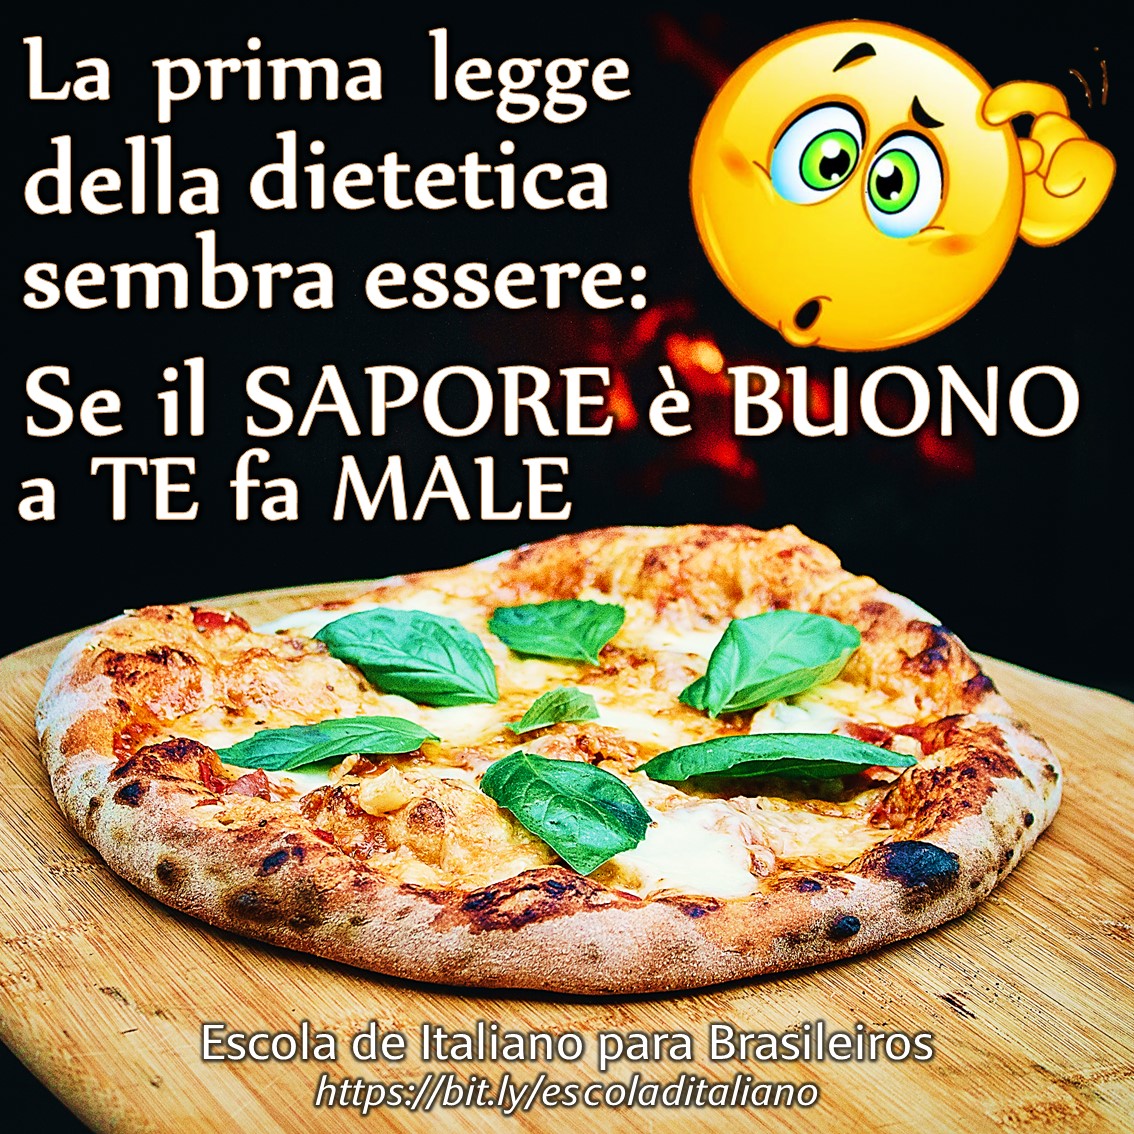 La prima legge
della dietetica
sembra essere:
Se il SAPORE è BUONO
a TE fa MALE
Escola de Italiano para Brasileiros
https://bit.ly/escoladitaliano